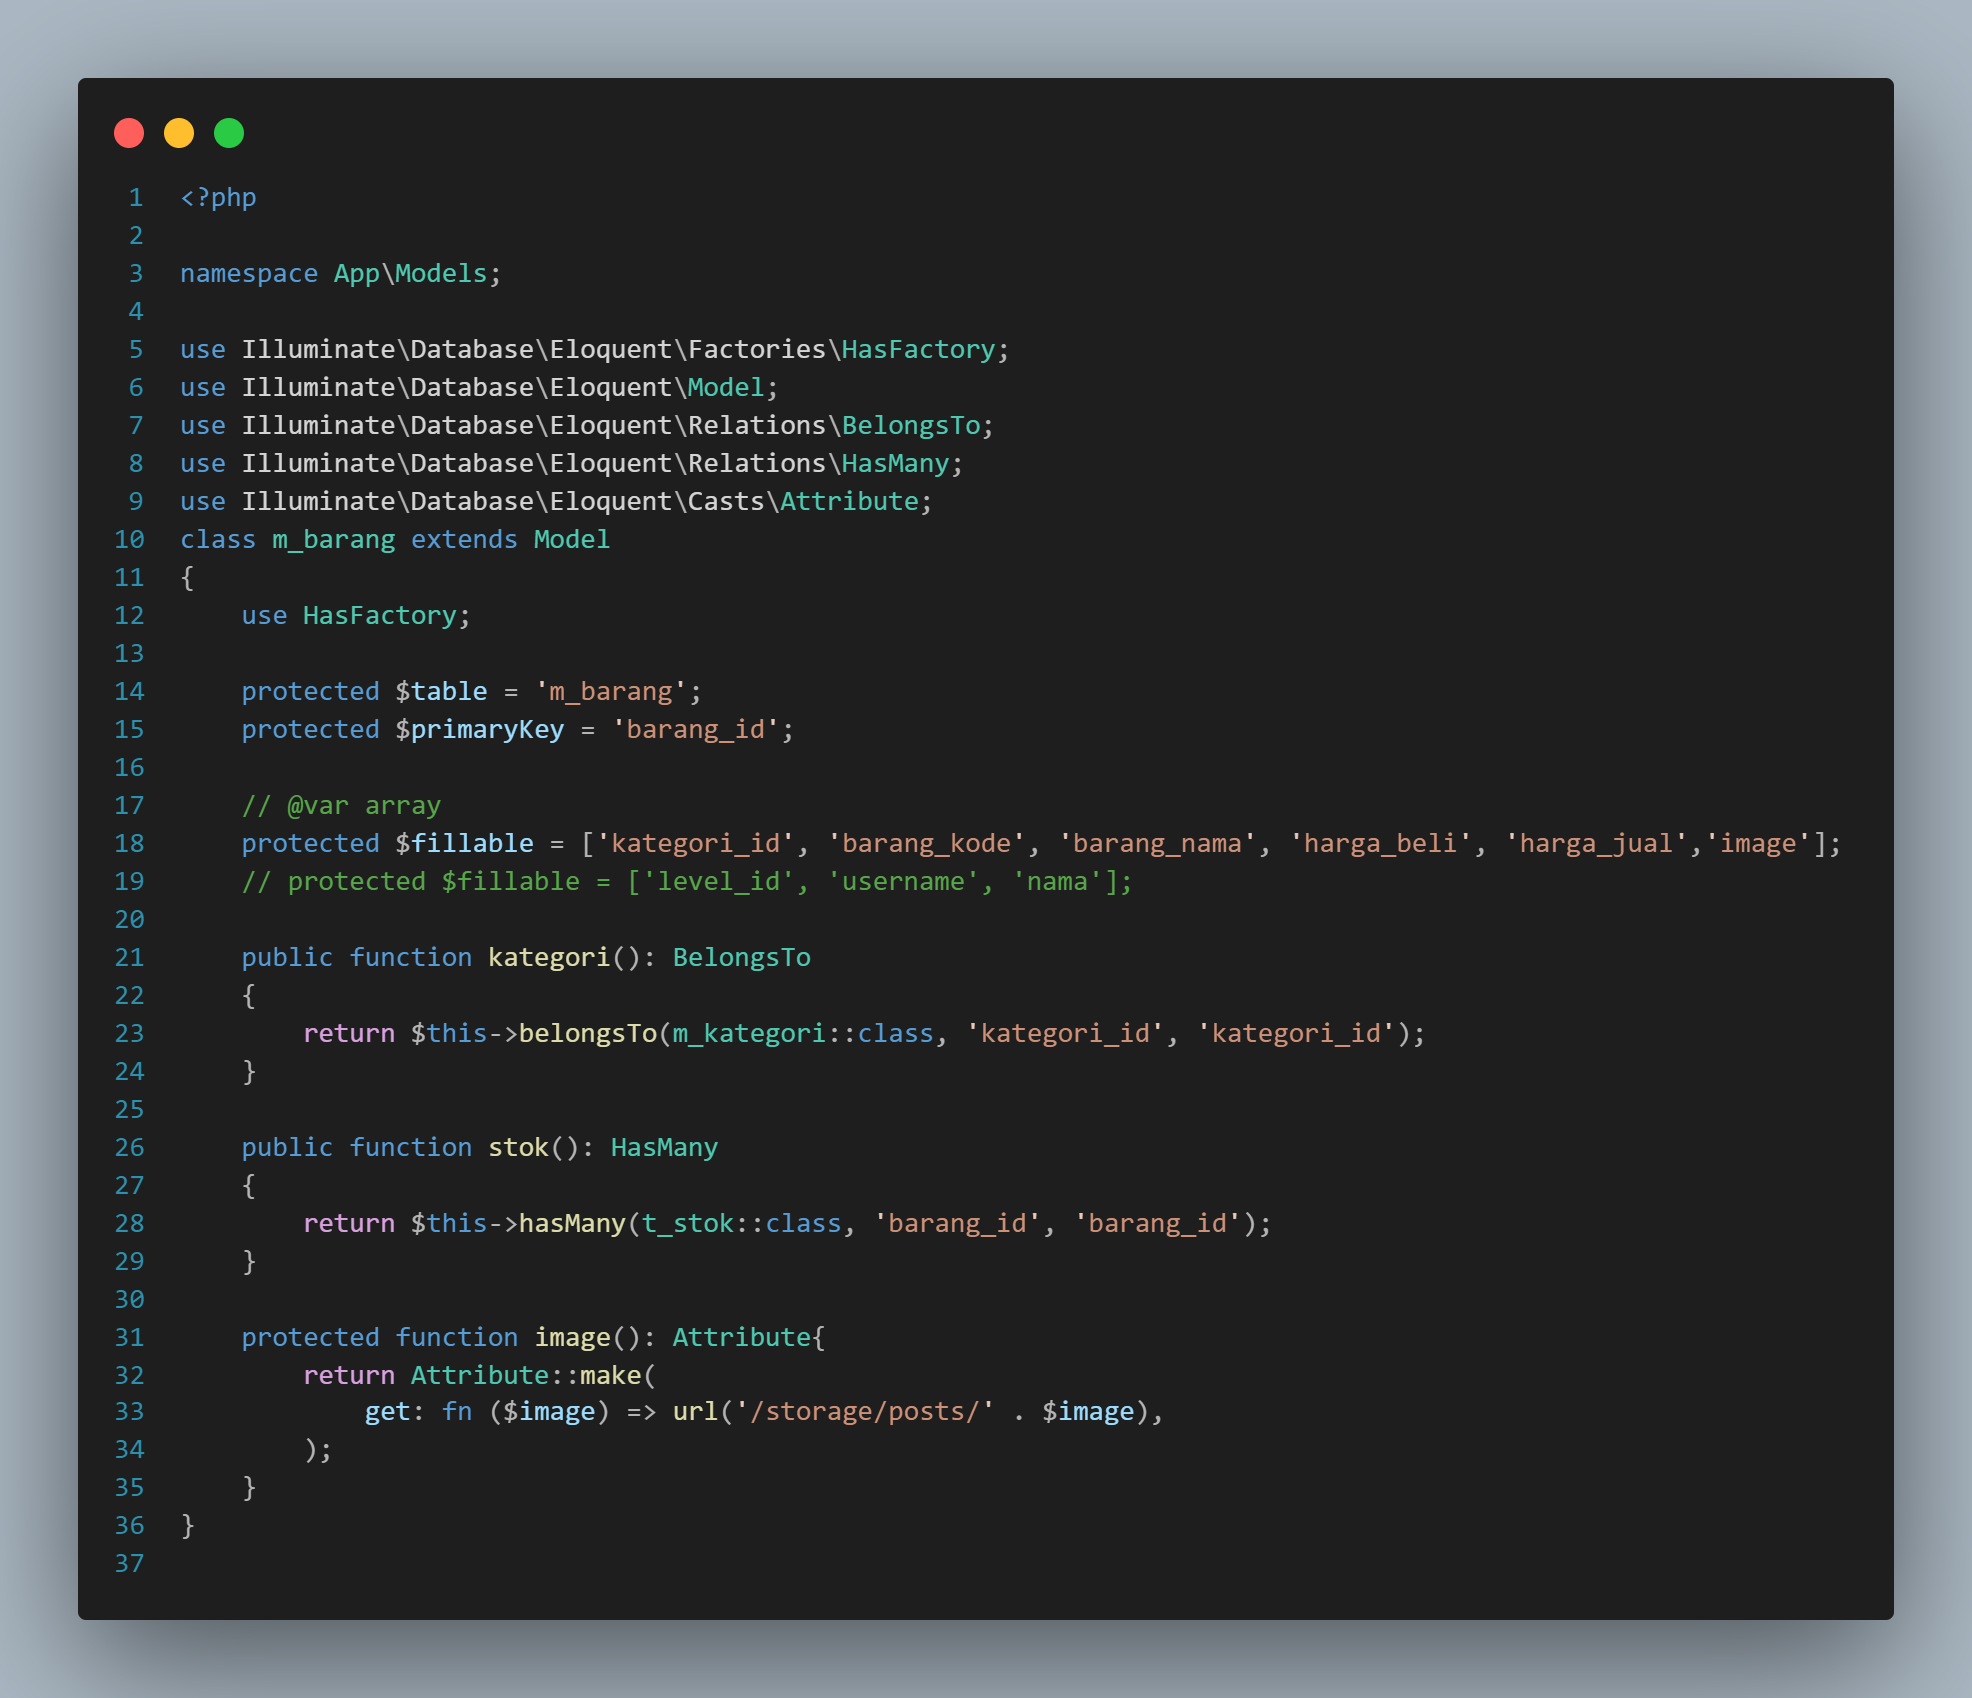 1 <?php
2
3 namespace App\Models;
4
5 use Illuminate\Database\Eloquent\Factories\HasFactory;
6 use Illuminate\Database\Eloquent\Model;
7 use Illuminate\Database\Eloquent\Relations\BelongsTo;
8 use Illuminate\Database\Eloquent\Relations\HasMany;
9 use Illuminate\Database\Eloquent\Casts\Attribute;
10 class m_barang extends Model
11 {
12     use HasFactory;
13
14     protected $table = 'm_barang';
15     protected $primaryKey = 'barang_id';
16
17     // @var array
18     protected $fillable = ['kategori_id', 'barang_kode', 'barang_nama', 'harga_beli', 'harga_jual','image'];
19     // protected $fillable = ['level_id', 'username', 'nama'];
20
21     public function kategori(): BelongsTo
22     {
23         return $this->belongsTo(m_kategori::class, 'kategori_id', 'kategori_id');
24     }
25
26     public function stok(): HasMany
27     {
28         return $this->hasMany(t_stok::class, 'barang_id', 'barang_id');
29     }
30
31     protected function image(): Attribute{
32         return Attribute::make(
33             get: fn ($image) => url('/storage/posts/' . $image),
34         );
35     }
36 }
37